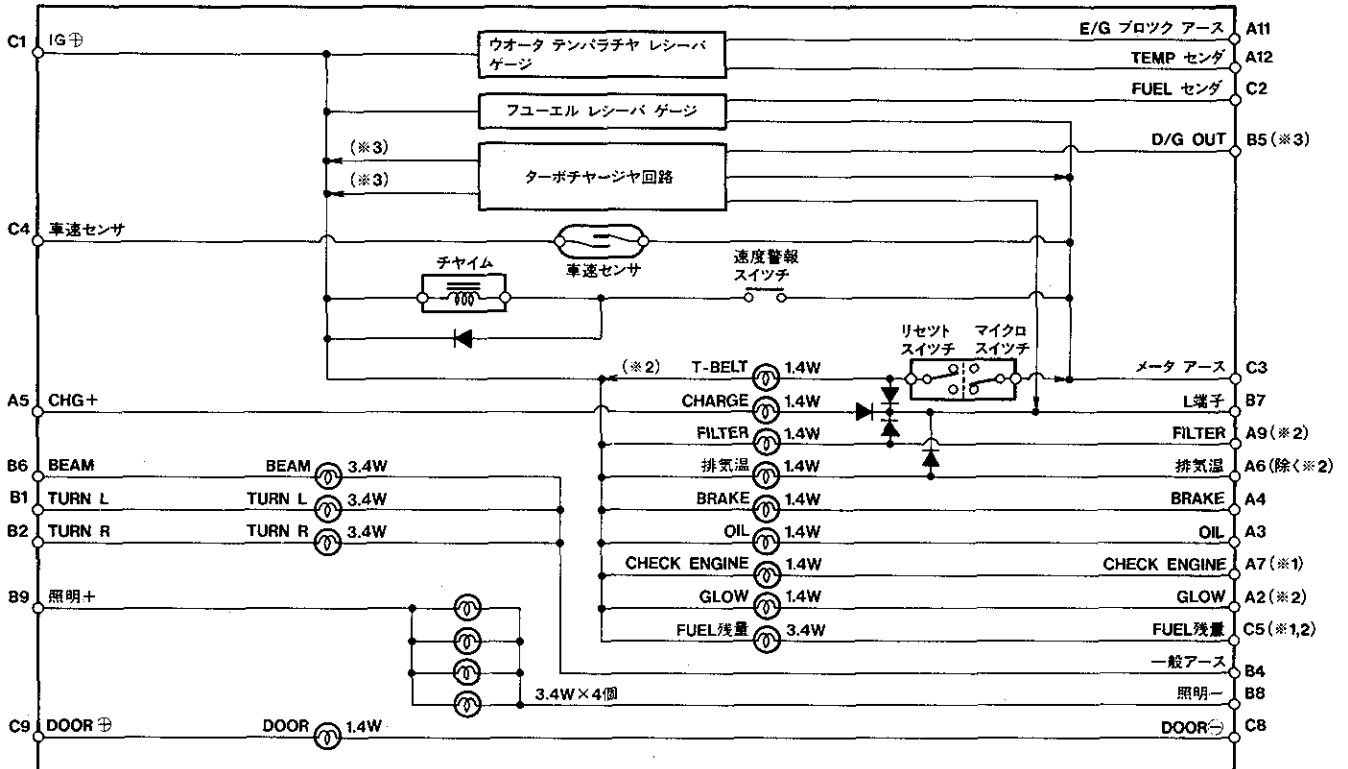 C1 IG⊕
ウオータ テンパラチヤ レシーバ
ゲージ
E/G ブロツク アース A11
TEMP センダ A12
フユーエル レシーバ ゲージ
FUEL センダ C2
(※3)
(※3)
ターボチヤージヤ回路
D/G OUT B5(※3)
C4 車速センサ
車速センサ
チヤイム
速度警報
スイツチ
リセツト マイクロ
スイツチ スイツチ
(※2) T-BELT 1.4W メータ アース C3
A5 CHG+ CHARGE 1.4W L端子 B7
FILTER 1.4W FILTER A9(※2)
B6 BEAM BEAM 3.4W 排気温 1.4W 排気温 A6(除く※2)
B1 TURN L TURN L 3.4W BRAKE 1.4W BRAKE A4
B2 TURN R TURN R 3.4W OIL 1.4W OIL A3
CHECK ENGINE 1.4W CHECK ENGINE A7(※1)
B9 照明+ GLOW 1.4W GLOW A2(※2)
FUEL残量 3.4W FUEL残量 C5(※1,2)
一般アース B4
3.4W×4個 照明− B8
C9 DOOR⊕ DOOR 1.4W DOOR⊖ C8